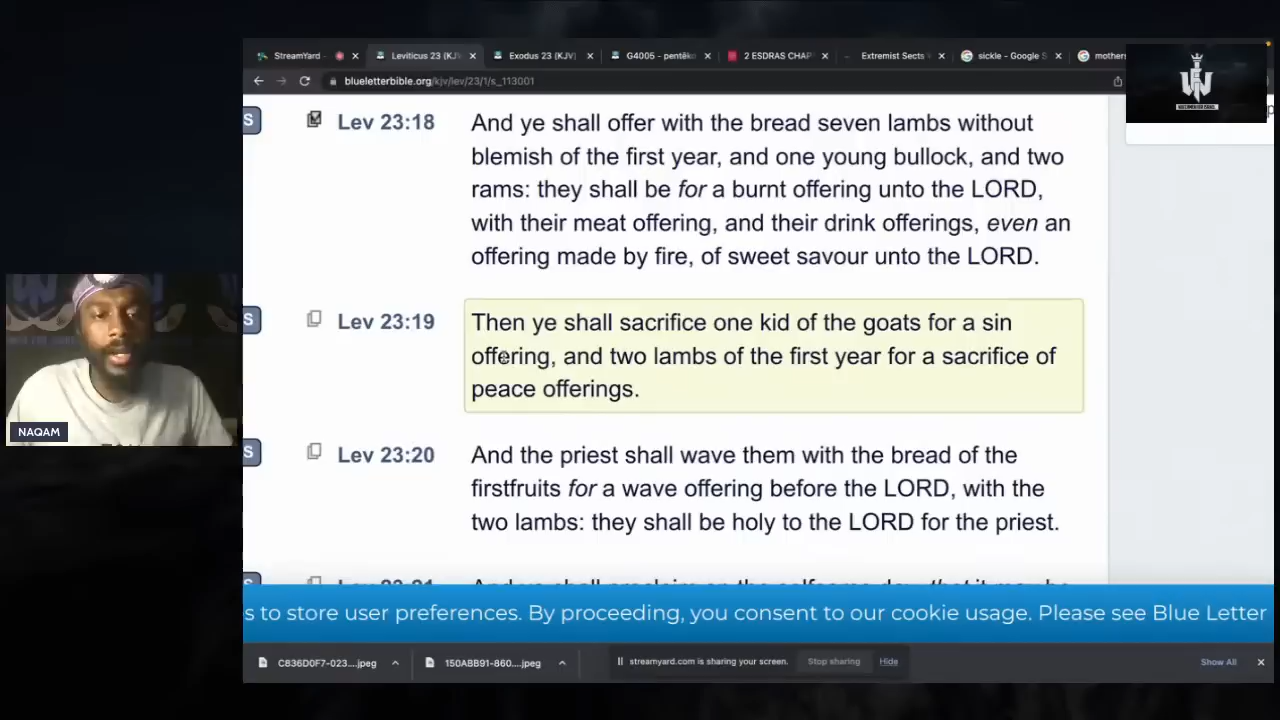 StreamYard
Leviticus 23 (KJV
Exodus 23 (KJV)
G4005 - pentēko
2 ESDRAS CHAP
Extremist Sects
sickle - Google S
mother
blueletterbible.org/kjv/lev/23/1/s_113001
S
Lev 23:18
And ye shall offer with the bread seven lambs without
blemish of the first year, and one young bullock, and two
rams: they shall be for a burnt offering unto the LORD,
with their meat offering, and their drink offerings, even an
offering made by fire, of sweet savour unto the LORD.
S
Lev 23:19
Then ye shall sacrifice one kid of the goats for a sin
offering, and two lambs of the first year for a sacrifice of
peace offerings.
S
Lev 23:20
And the priest shall wave them with the bread of the
firstfruits for a wave offering before the LORD, with the
two lambs: they shall be holy to the LORD for the priest.
NAQAM
s to store user preferences. By proceeding, you consent to our cookie usage. Please see Blue Letter
C836D0F7-023....jpeg
150ABB91-860....jpeg
streamyard.com is sharing your screen.
Stop sharing
Hide
Show All